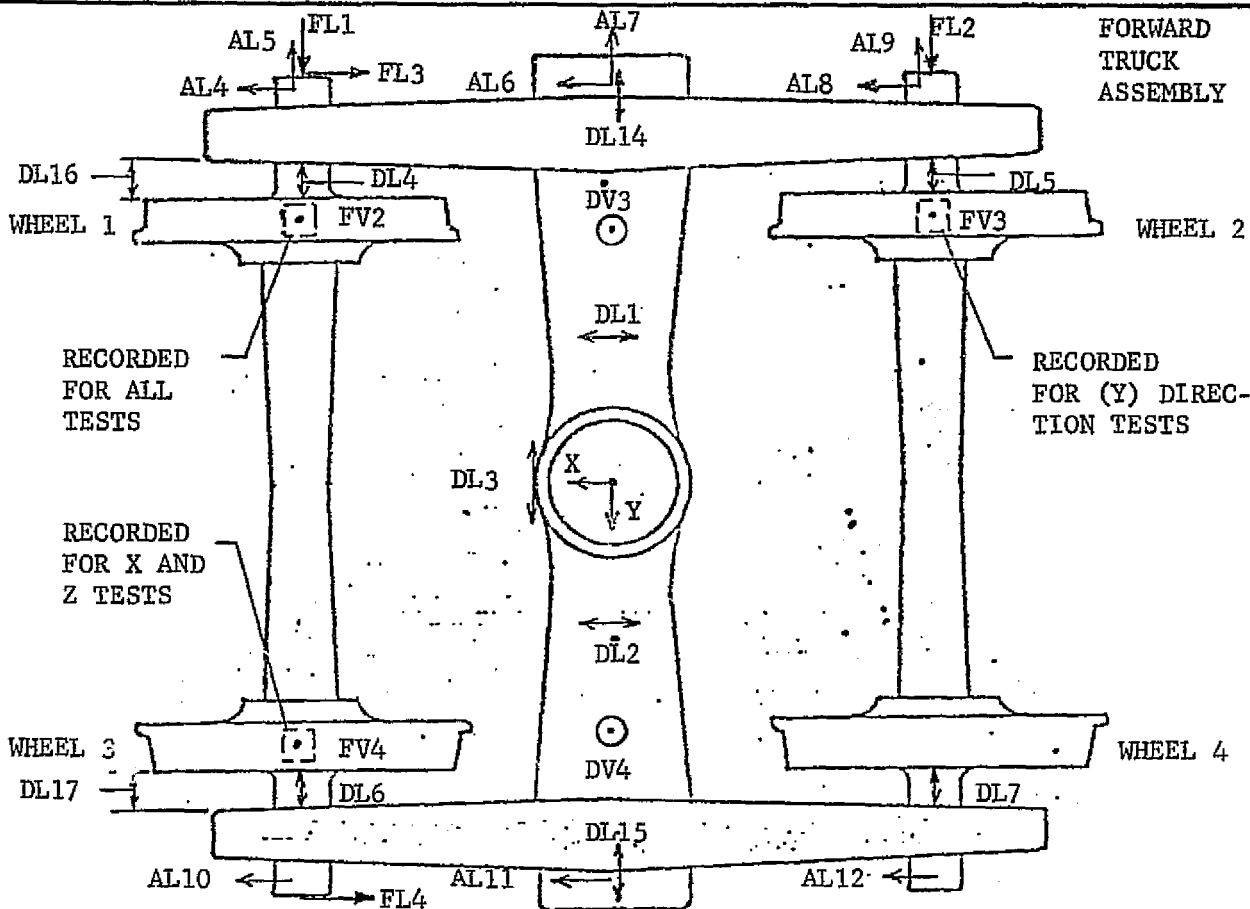 FORWARD
TRUCK
ASSEMBLY
FL1
AL7
FL2
AL5
AL9
AL4
FL3
AL6
AL8
DL14
DL16
DL4
DV3
DL5
WHEEL 1
FV2
FV3
WHEEL 2
DL1
RECORDED
FOR ALL
TESTS
RECORDED
FOR (Y) DIREC-
TION TESTS
DL3
X
Y
RECORDED
FOR X AND
Z TESTS
DL2
WHEEL 3
FV4
WHEEL 4
DV4
DL17
DL6
DL7
DL15
AL10
AL11
AL12
FL4